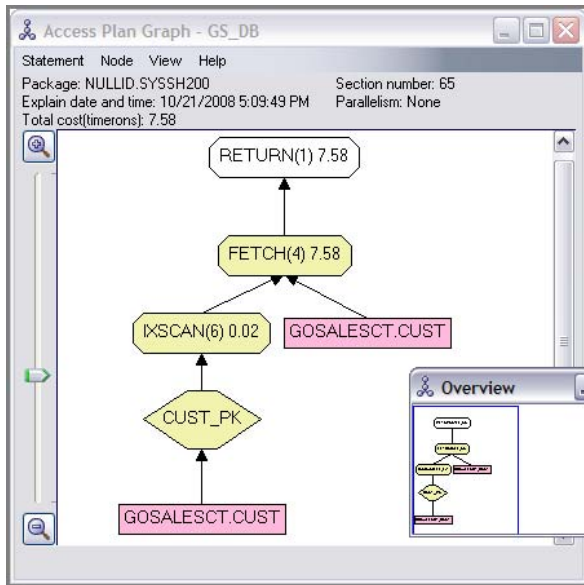 Access Plan Graph - GS_DB
Statement Node View Help
Package: NULLID.SYSSH200 Section number: 65
Explain date and time: 10/21/2008 5:09:49 PM Parallelism: None
Total cost(timerons): 7.58
RETURN(1) 7.58
FETCH(4) 7.58
IXSCAN(6) 0.02 GOSALESCT.CUST
CUST_PK
GOSALESCT.CUST
Overview